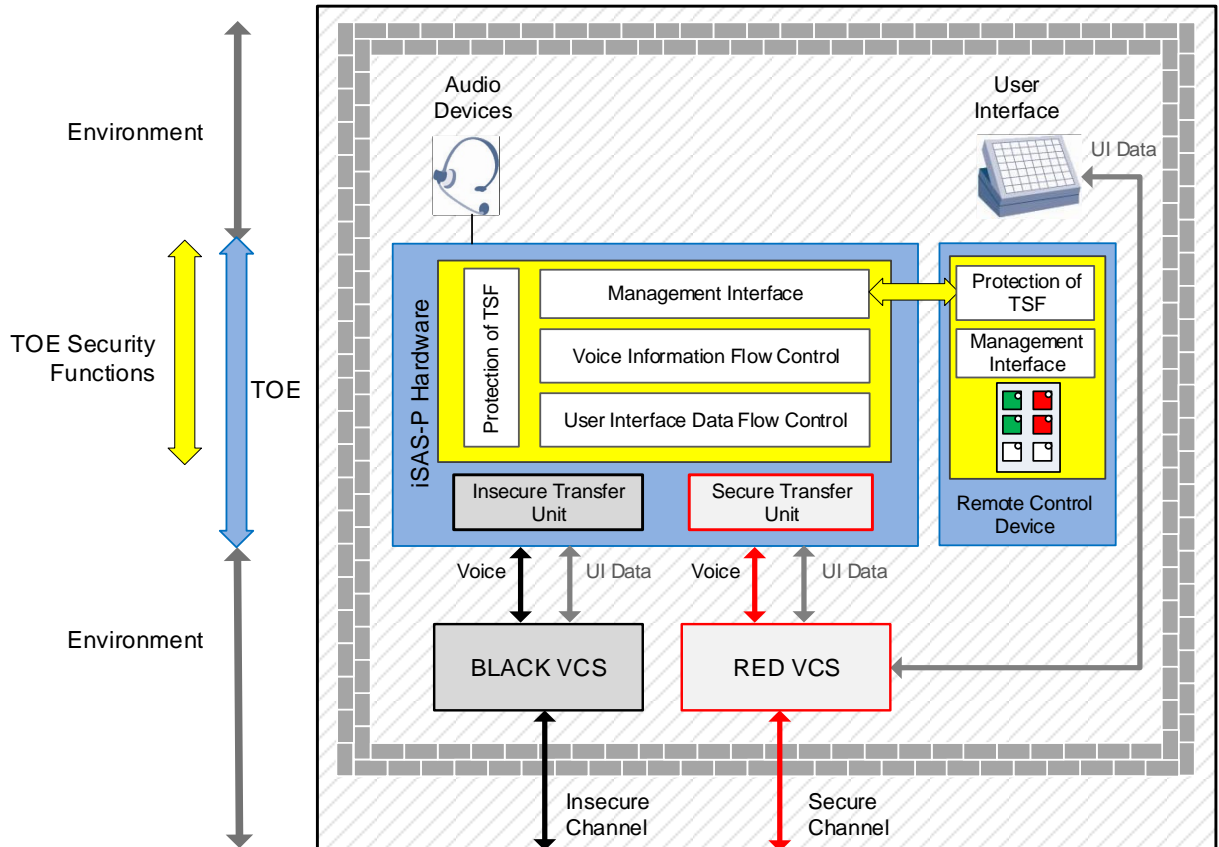 Environment
TOE Security
Functions
TOE
Environment
Audio
Devices
User
Interface
UI Data
iSAS-P Hardware
Protection of TSF
Management Interface
Voice Information Flow Control
User Interface Data Flow Control
Insecure Transfer
Unit
Secure Transfer
Unit
Protection of
TSF
Management
Interface
Remote Control
Device
Voice
UI Data
Voice
UI Data
BLACK VCS
RED VCS
Insecure
Channel
Secure
Channel